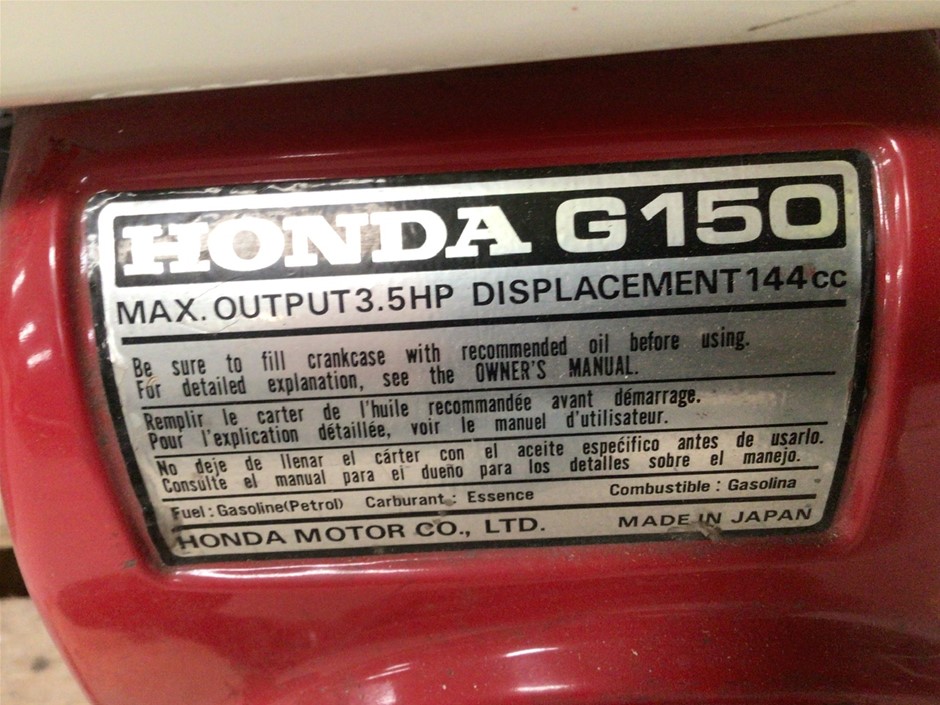 HONDA G150
MAX. OUTPUT 3.5HP DISPLACEMENT 144cc
Be sure to fill crankcase with recommended oil before using.
For detailed explanation, see the OWNER'S MANUAL.
Remplir le carter de l'huile recommandée avant démarrage.
Pour l'explication détaillée, voir le manuel d'utilisateur.
No deje de llenar el cárter con el aceite específico antes de usarlo.
Consulte el manual para el dueño para los detalles sobre el manejo.
Fuel : Gasoline(Petrol) Carburant : Essence Combustible : Gasolina
HONDA MOTOR CO., LTD. MADE IN JAPAN